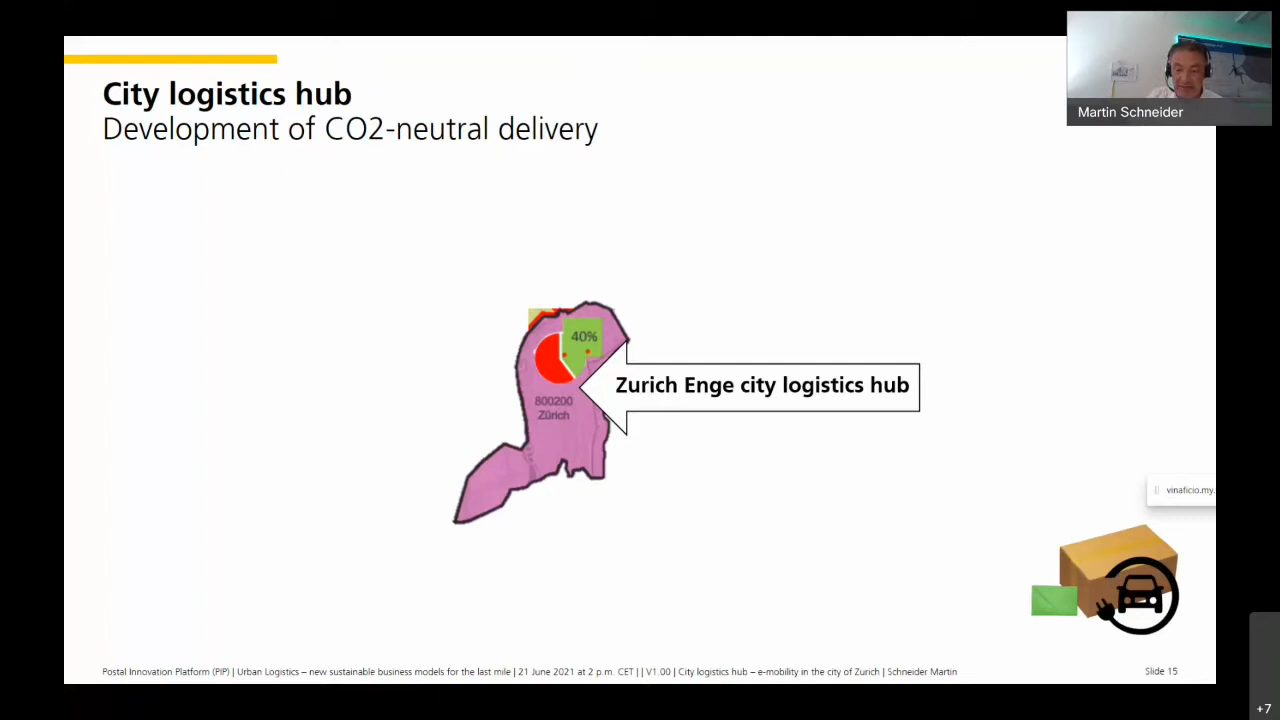 City logistics hub
Development of CO2-neutral delivery
Martin Schneider
40%
Zurich Enge city logistics hub
800200
Zürich
vinaficio.my.
Postal Innovation Platform (PIP) | Urban Logistics – new sustainable business models for the last mile | 21 June 2021 at 2 p.m. CET | | V1.00 | City logistics hub – e-mobility in the city of Zurich | Schneider Martin
Slide 15
+7